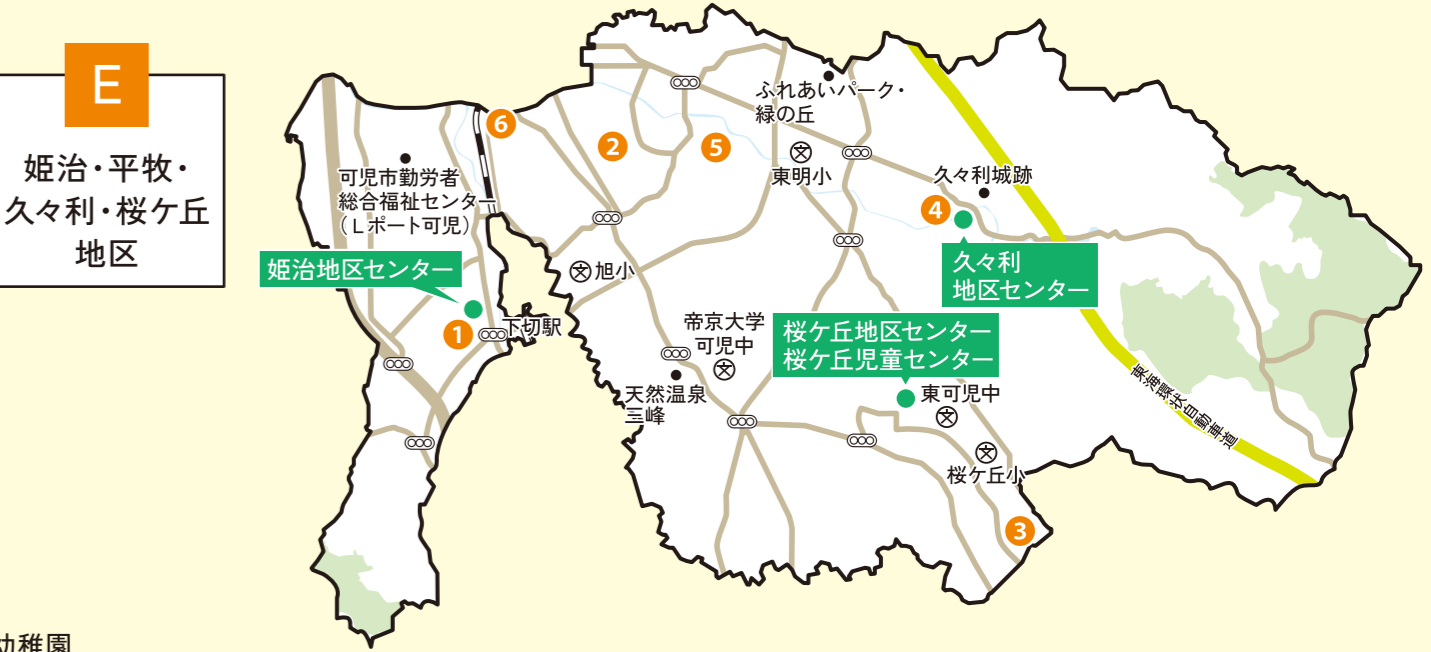 E
姫治・平牧・
久々利・桜ケ丘
地区
6
2
5
ふれあいパーク・
緑の丘
東明小
可児市勤労者
総合福祉センター
（Ｌポート可児）
久々利城跡
4
久々利
地区センター
姫治地区センター
旭小
1
下切駅
帝京大学
可児中
天然温泉
三峰
桜ケ丘地区センター
桜ケ丘児童センター
東可児中
桜ケ丘小
3
東海環状自動車道
幼稚園